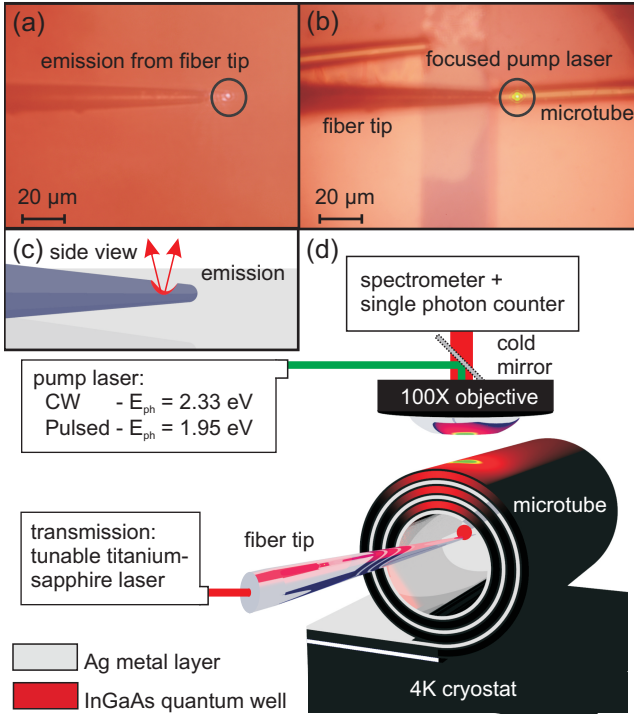 (a)
emission from fiber tip
20 µm
(b)
focused pump laser
fiber tip
microtube
20 µm
(c)
side view
emission
(d)
spectrometer +
single photon counter
cold
mirror
100X objective
pump laser:
CW - Eph = 2.33 eV
Pulsed - Eph = 1.95 eV
microtube
fiber tip
transmission:
tunable titanium-
sapphire laser
Ag metal layer
InGaAs quantum well
4K cryostat